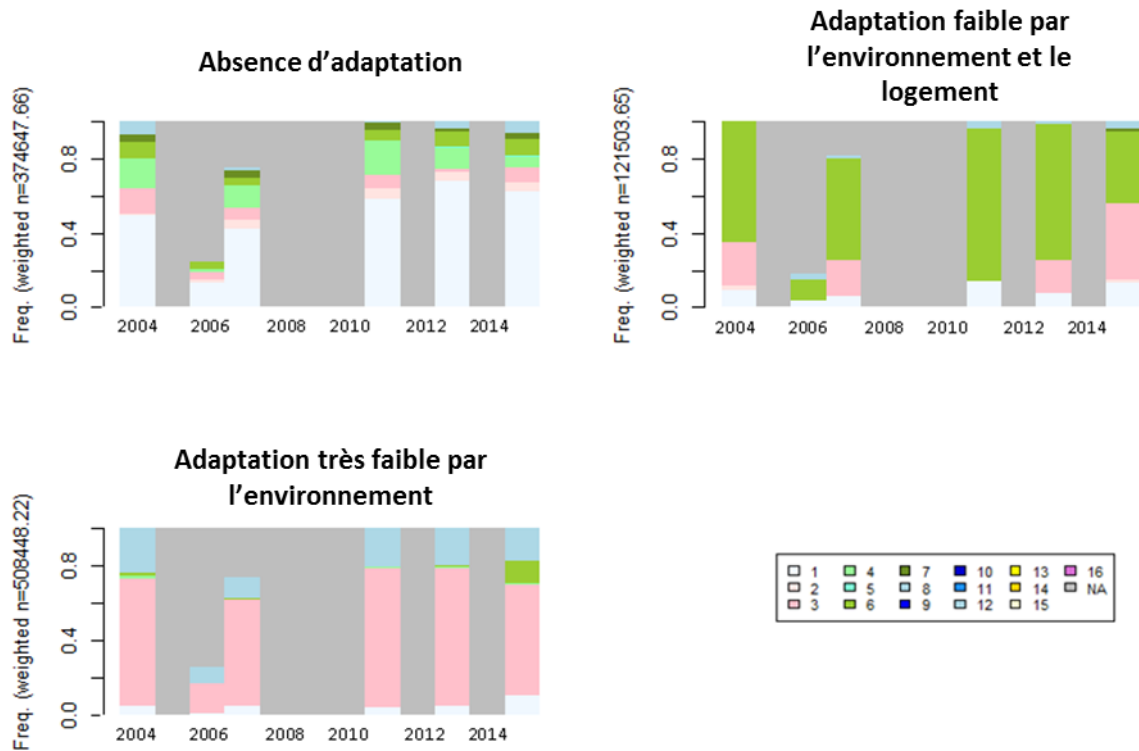 Absence d'adaptation
Freq. (weighted n=374647.66)
0.8
0.4
0.0
2004 2006 2008 2010 2012 2014
Adaptation faible par
l'environnement et le
logement
Freq. (weighted n=121503.65)
0.8
0.4
0.0
2004 2006 2008 2010 2012 2014
Adaptation très faible par
l'environnement
Freq. (weighted n=508448.22)
0.8
0.4
0.0
2004 2006 2008 2010 2012 2014
1 4 7 10 13 16
2 5 8 11 14 NA
3 6 9 12 15